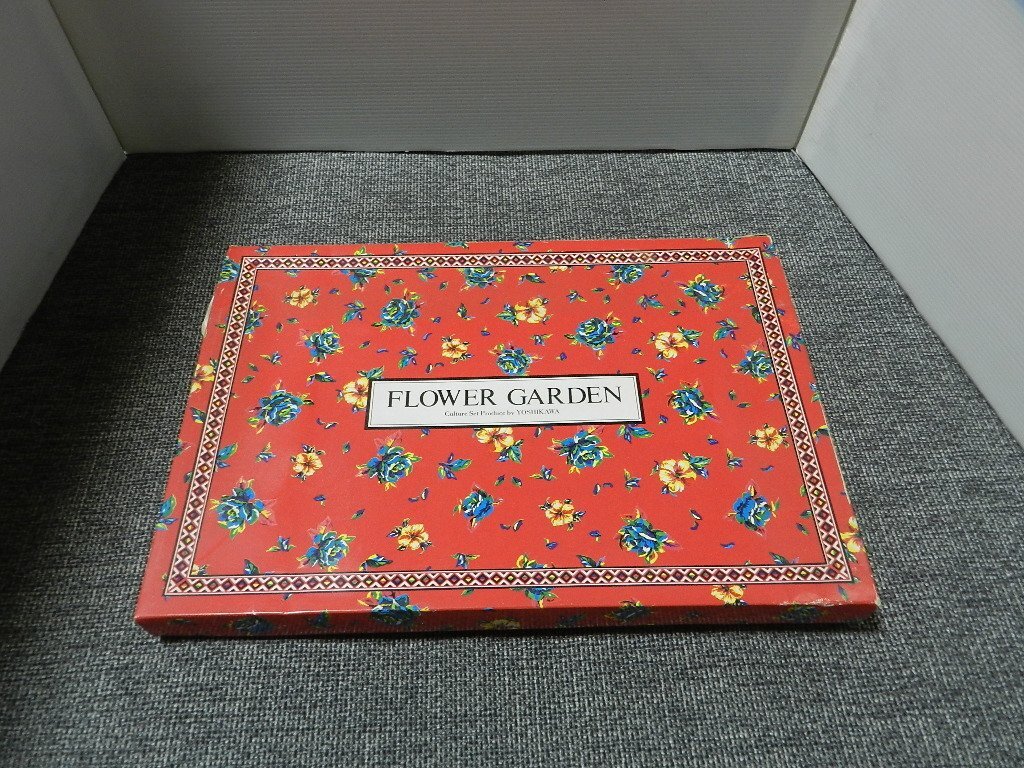 FLOWER GARDEN
Culture Set Produce by YOSHIKAWA